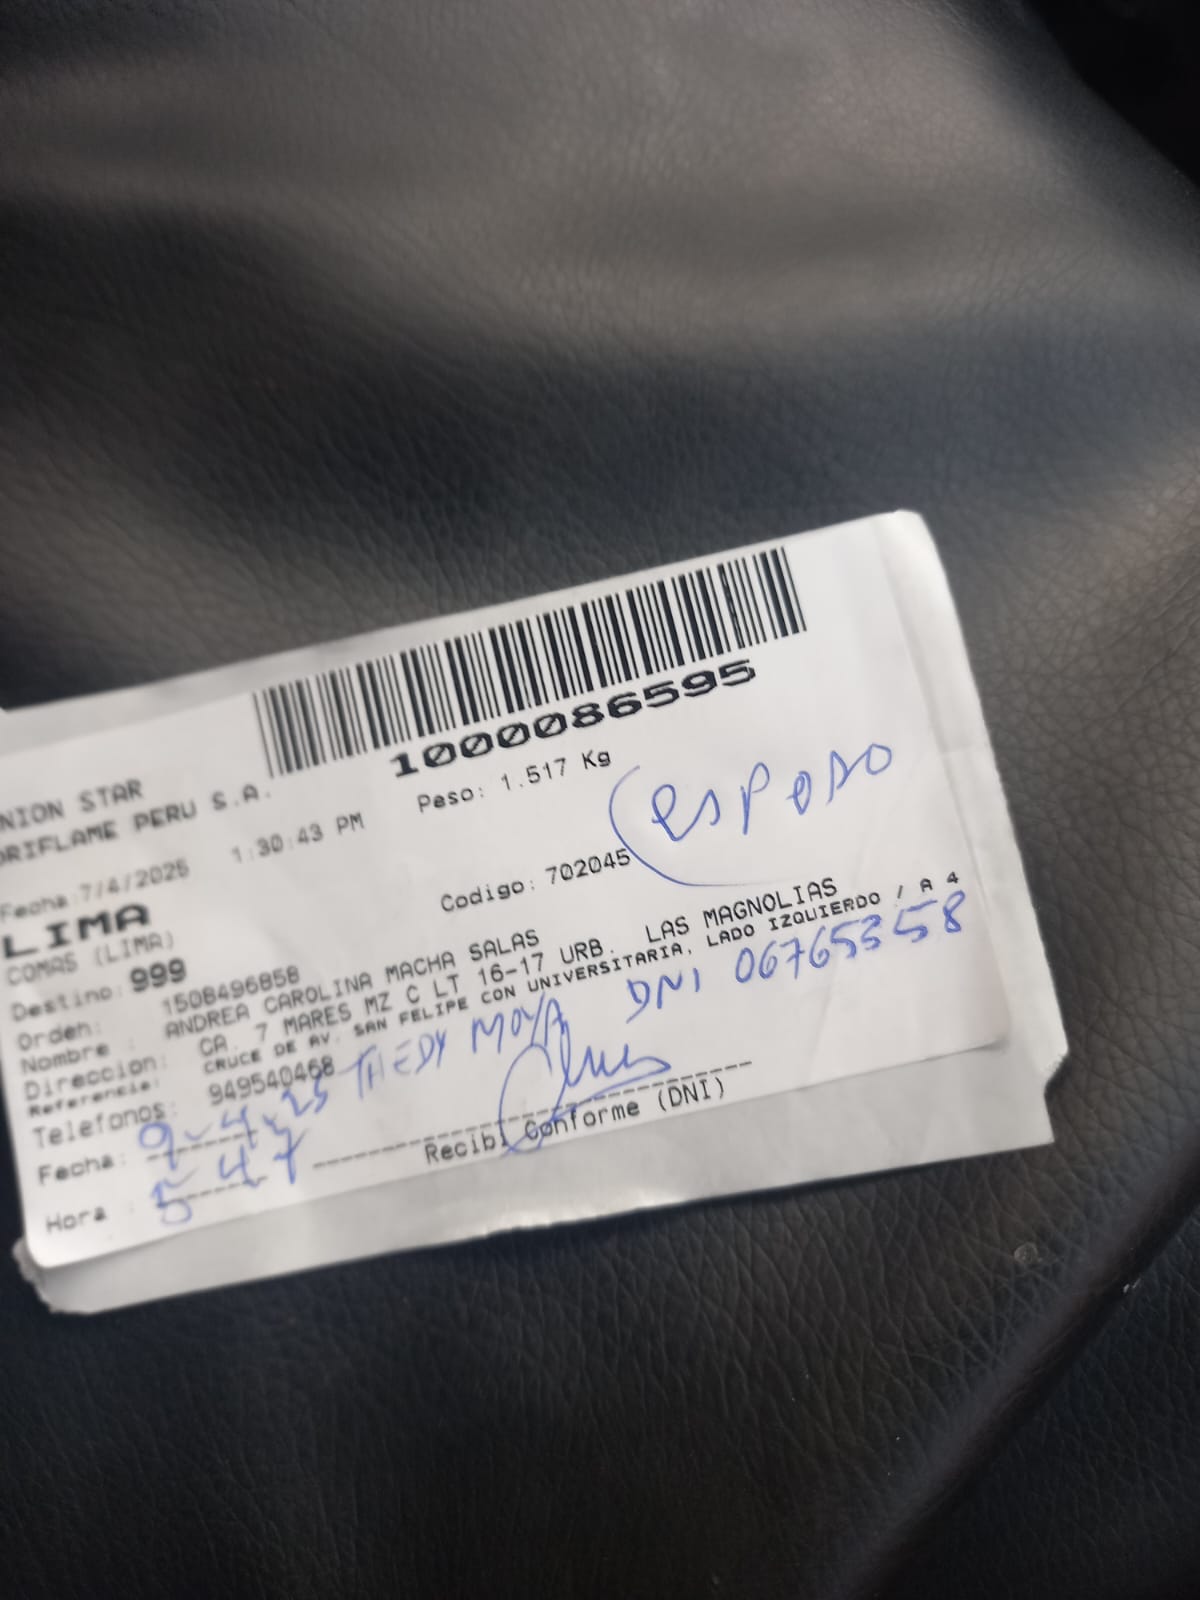 1000086595
NION STAR
ORIFLAME PERU S.A.
Peso: 1.517 Kg
Fecha:7/4/2025 1:30:43 PM
esposo
LIMA
Codigo: 702045
COMAS (LIMA)
Destino: 999
Orden: 1508496858
Nombre : ANDREA CAROLINA MACHA SALAS
Direccion: CA. 7 MARES MZ C LT 16-17 URB. LAS MAGNOLIAS
Referencia: CRUCE DE AV. SAN FELIPE CON UNIVERSITARIA, LADO IZQUIERDO / A 4
Telefonos: 949540468
THEDY MOYA DNI 06765358
Fecha: 9-4-25
Hora : 5 47
Recibi Conforme (DNI)